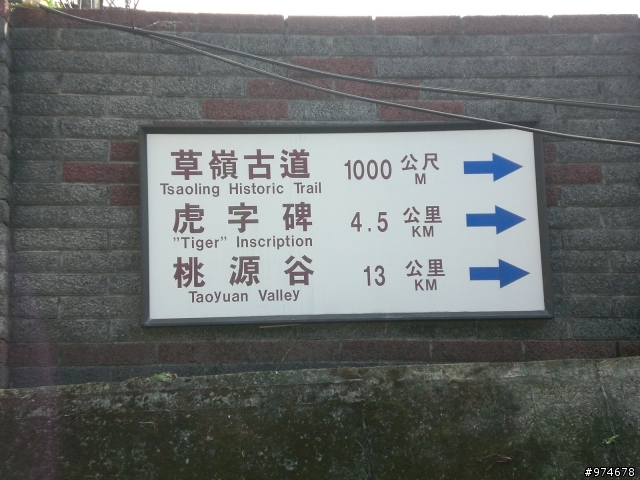 草嶺古道 1000 公尺
Tsaoling Historic Trail M
虎字碑 4.5 公里
"Tiger" Inscription KM
桃源谷 13 公里
TaoYuan Valley KM
#974678